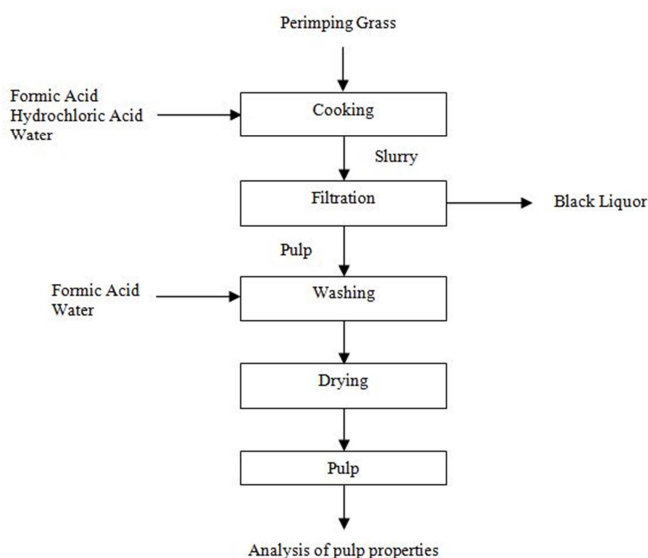 Perimping Grass
Formic Acid
Hydrochloric Acid
Water
Cooking
Slurry
Filtration
Black Liquor
Pulp
Formic Acid
Water
Washing
Drying
Pulp
Analysis of pulp properties